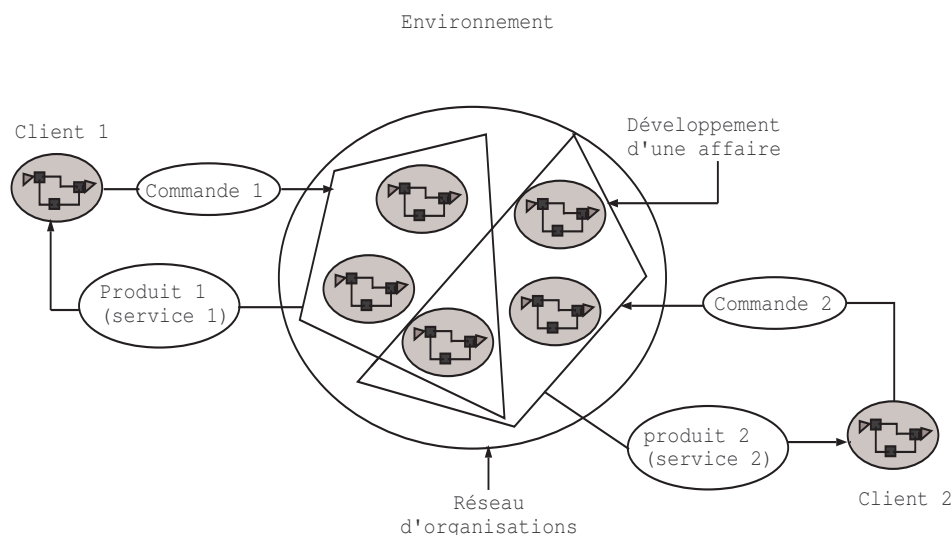 Environnement
Client 1
Développement
d'une affaire
Commande 1
Produit 1
(service 1)
Commande 2
produit 2
(service 2)
Client 2
Réseau
d'organisations